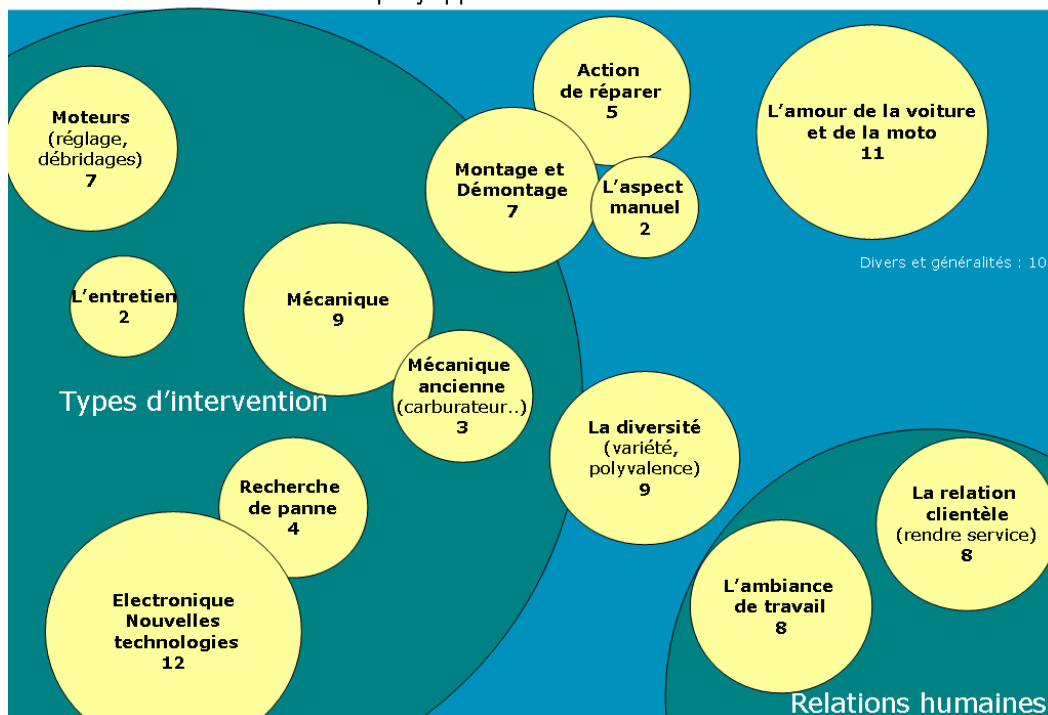 Moteurs
(réglage,
débridages)
7
Action
de réparer
5
L'amour de la voiture
et de la moto
11
Montage et
Démontage
7
L'aspect
manuel
2
Divers et généralités : 10
L'entretien
2
Mécanique
9
Mécanique
ancienne
(carburateur..)
3
Types d'intervention
La diversité
(variété,
polyvalence)
9
Recherche
de panne
4
La relation
clientèle
(rendre service)
8
L'ambiance
de travail
8
Electronique
Nouvelles
technologies
12
Relations humaines